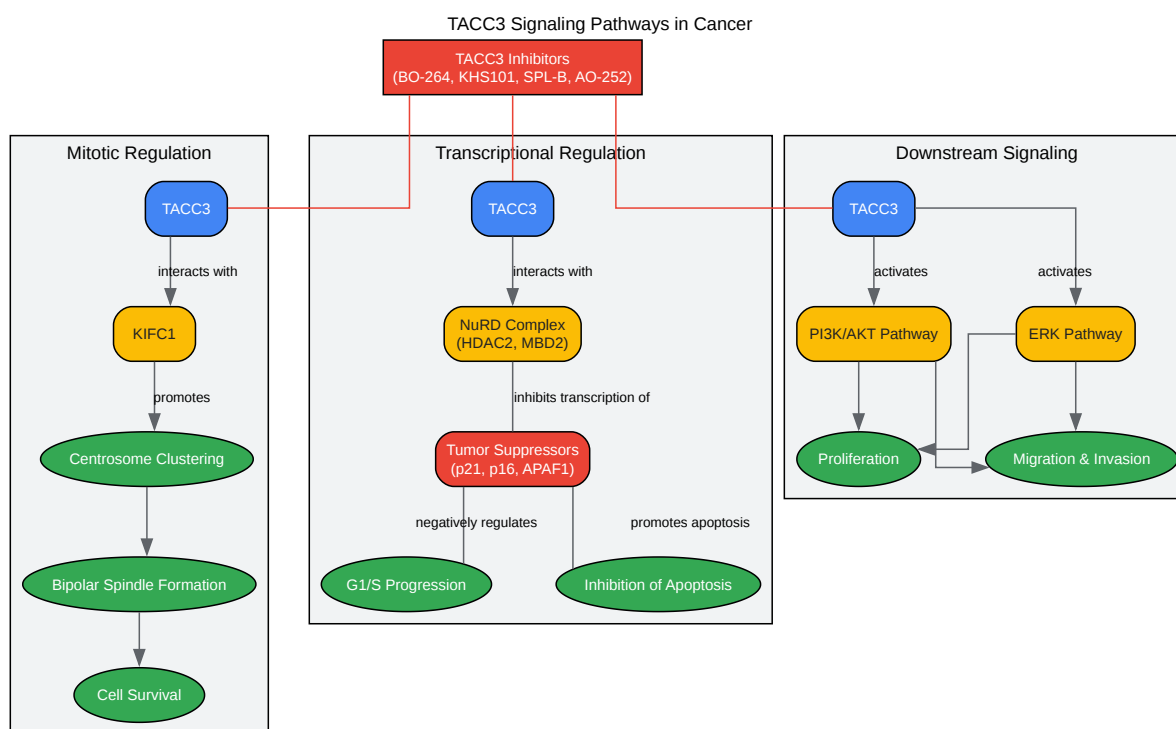 TACC3 Signaling Pathways in Cancer
TACC3 Inhibitors
(BO-264, KHS101, SPL-B, AO-252)
Mitotic Regulation
TACC3
interacts with
KIFC1
promotes
Centrosome Clustering
Bipolar Spindle Formation
Cell Survival
Transcriptional Regulation
TACC3
interacts with
NuRD Complex
(HDAC2, MBD2)
inhibits transcription of
Tumor Suppressors
(p21, p16, APAF1)
negatively regulates
promotes apoptosis
G1/S Progression
Inhibition of Apoptosis
Downstream Signaling
TACC3
activates
activates
PI3K/AKT Pathway
ERK Pathway
Proliferation
Migration & Invasion